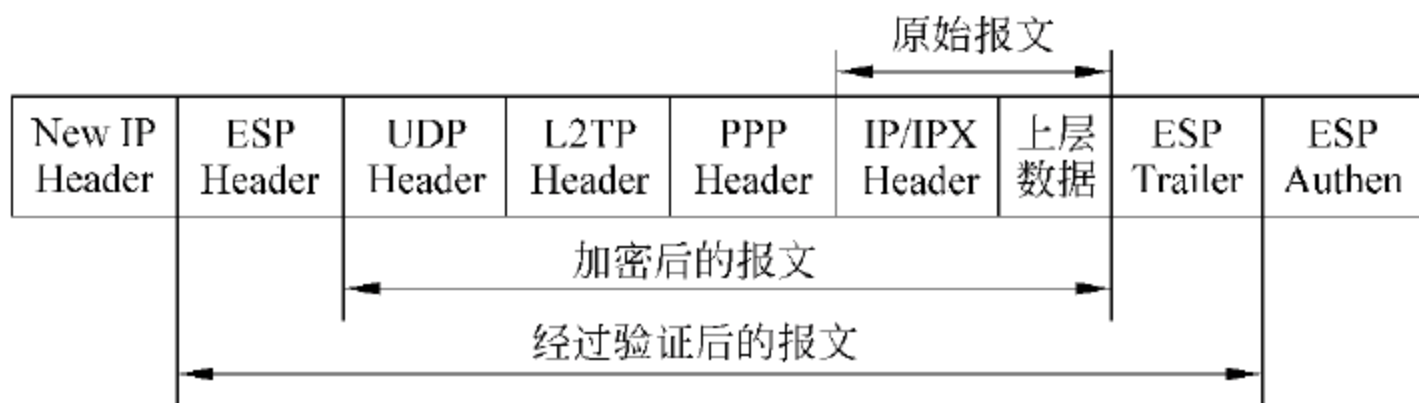 原始报文
New IP Header
ESP Header
UDP Header
L2TP Header
PPP Header
IP/IPX Header
上层数据
ESP Trailer
ESP Authen
加密后的报文
经过验证后的报文